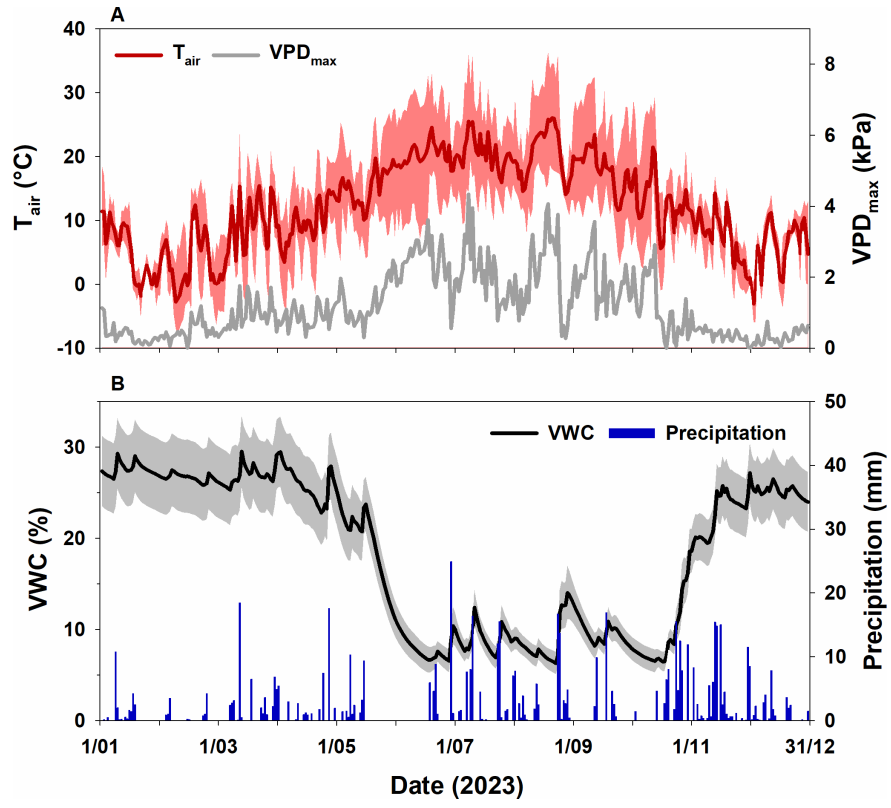 A
40
30
20
10
0
-10
T_air (°C)
T_air
VPD_max
8
6
4
2
0
VPD_max (kPa)
B
30
20
10
0
VWC (%)
VWC
Precipitation
50
40
30
20
10
0
Precipitation (mm)
1/01 1/03 1/05 1/07 1/09 1/11 31/12
Date (2023)